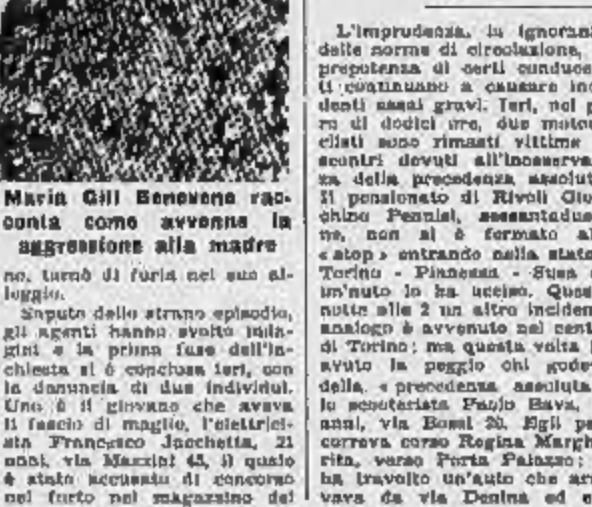 Maria Gill Benevene rac-
conta come avvenne la
aggressione alla madre
no, turnò di furia nel suo al-
loggio.
Saputo dello strano episodio,
gli agenti hanno svolto inda-
gini e la prima fase dell'in-
chiesta si è conclusa ieri, con
la denuncia di due individui.
Uno è il giovane che aveva
il fascio di maglie, l'elettrici-
sta Francesco Jacchetta, 21
anni, via Mazzini 45, il quale
è stato accusato di concorso
nel furto nel magazzino del
L'imprudenza, la ignoran
delle norme di circolazione,
prepotenza di certi conduce
ti continuano a causare inc
denti assai gravi. Ieri, nel p
ro di dodici ore, due moto
clisti sono rimasti vittime
scontri dovuti all'inosserva
za della precedenza assolut
Il pensionato di Rivoli Gio
chino Pennisi, sessantadue
ne, non si è fermato al
« stop » entrando nella stata
Torino - Pianezza - Susa
un'auto lo ha ucciso. Ques
notte alle 2 un altro inciden
analogo è avvenuto nel cent
di Torino; ma questa volta
avuto la peggio chi gode
della « precedenza assoluta
lo scooterista Paolo Bava,
anni, via Bossi 20. Egli pe
correva corso Regina Margh
rita, verso Porta Palazzo;
ha travolto un'auto che arr
vava da via Denina ed e